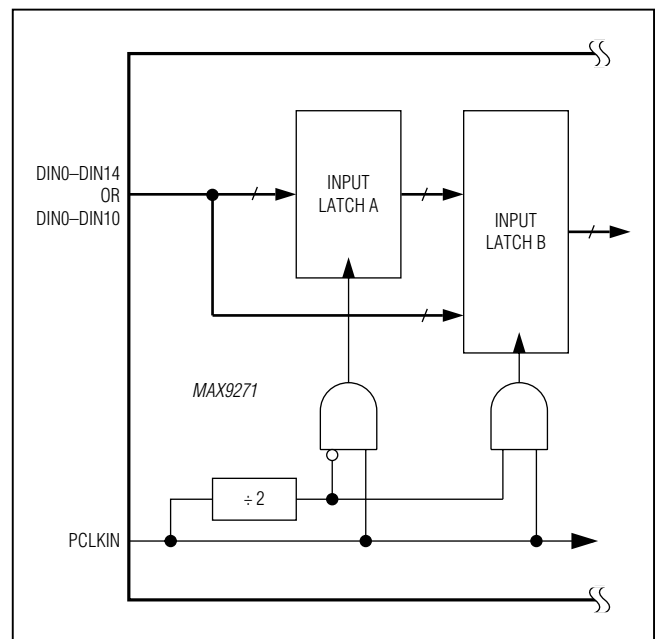 DIN0–DIN14
OR
DIN0–DIN10
INPUT
LATCH A
INPUT
LATCH B
MAX9271
÷ 2
PCLKIN